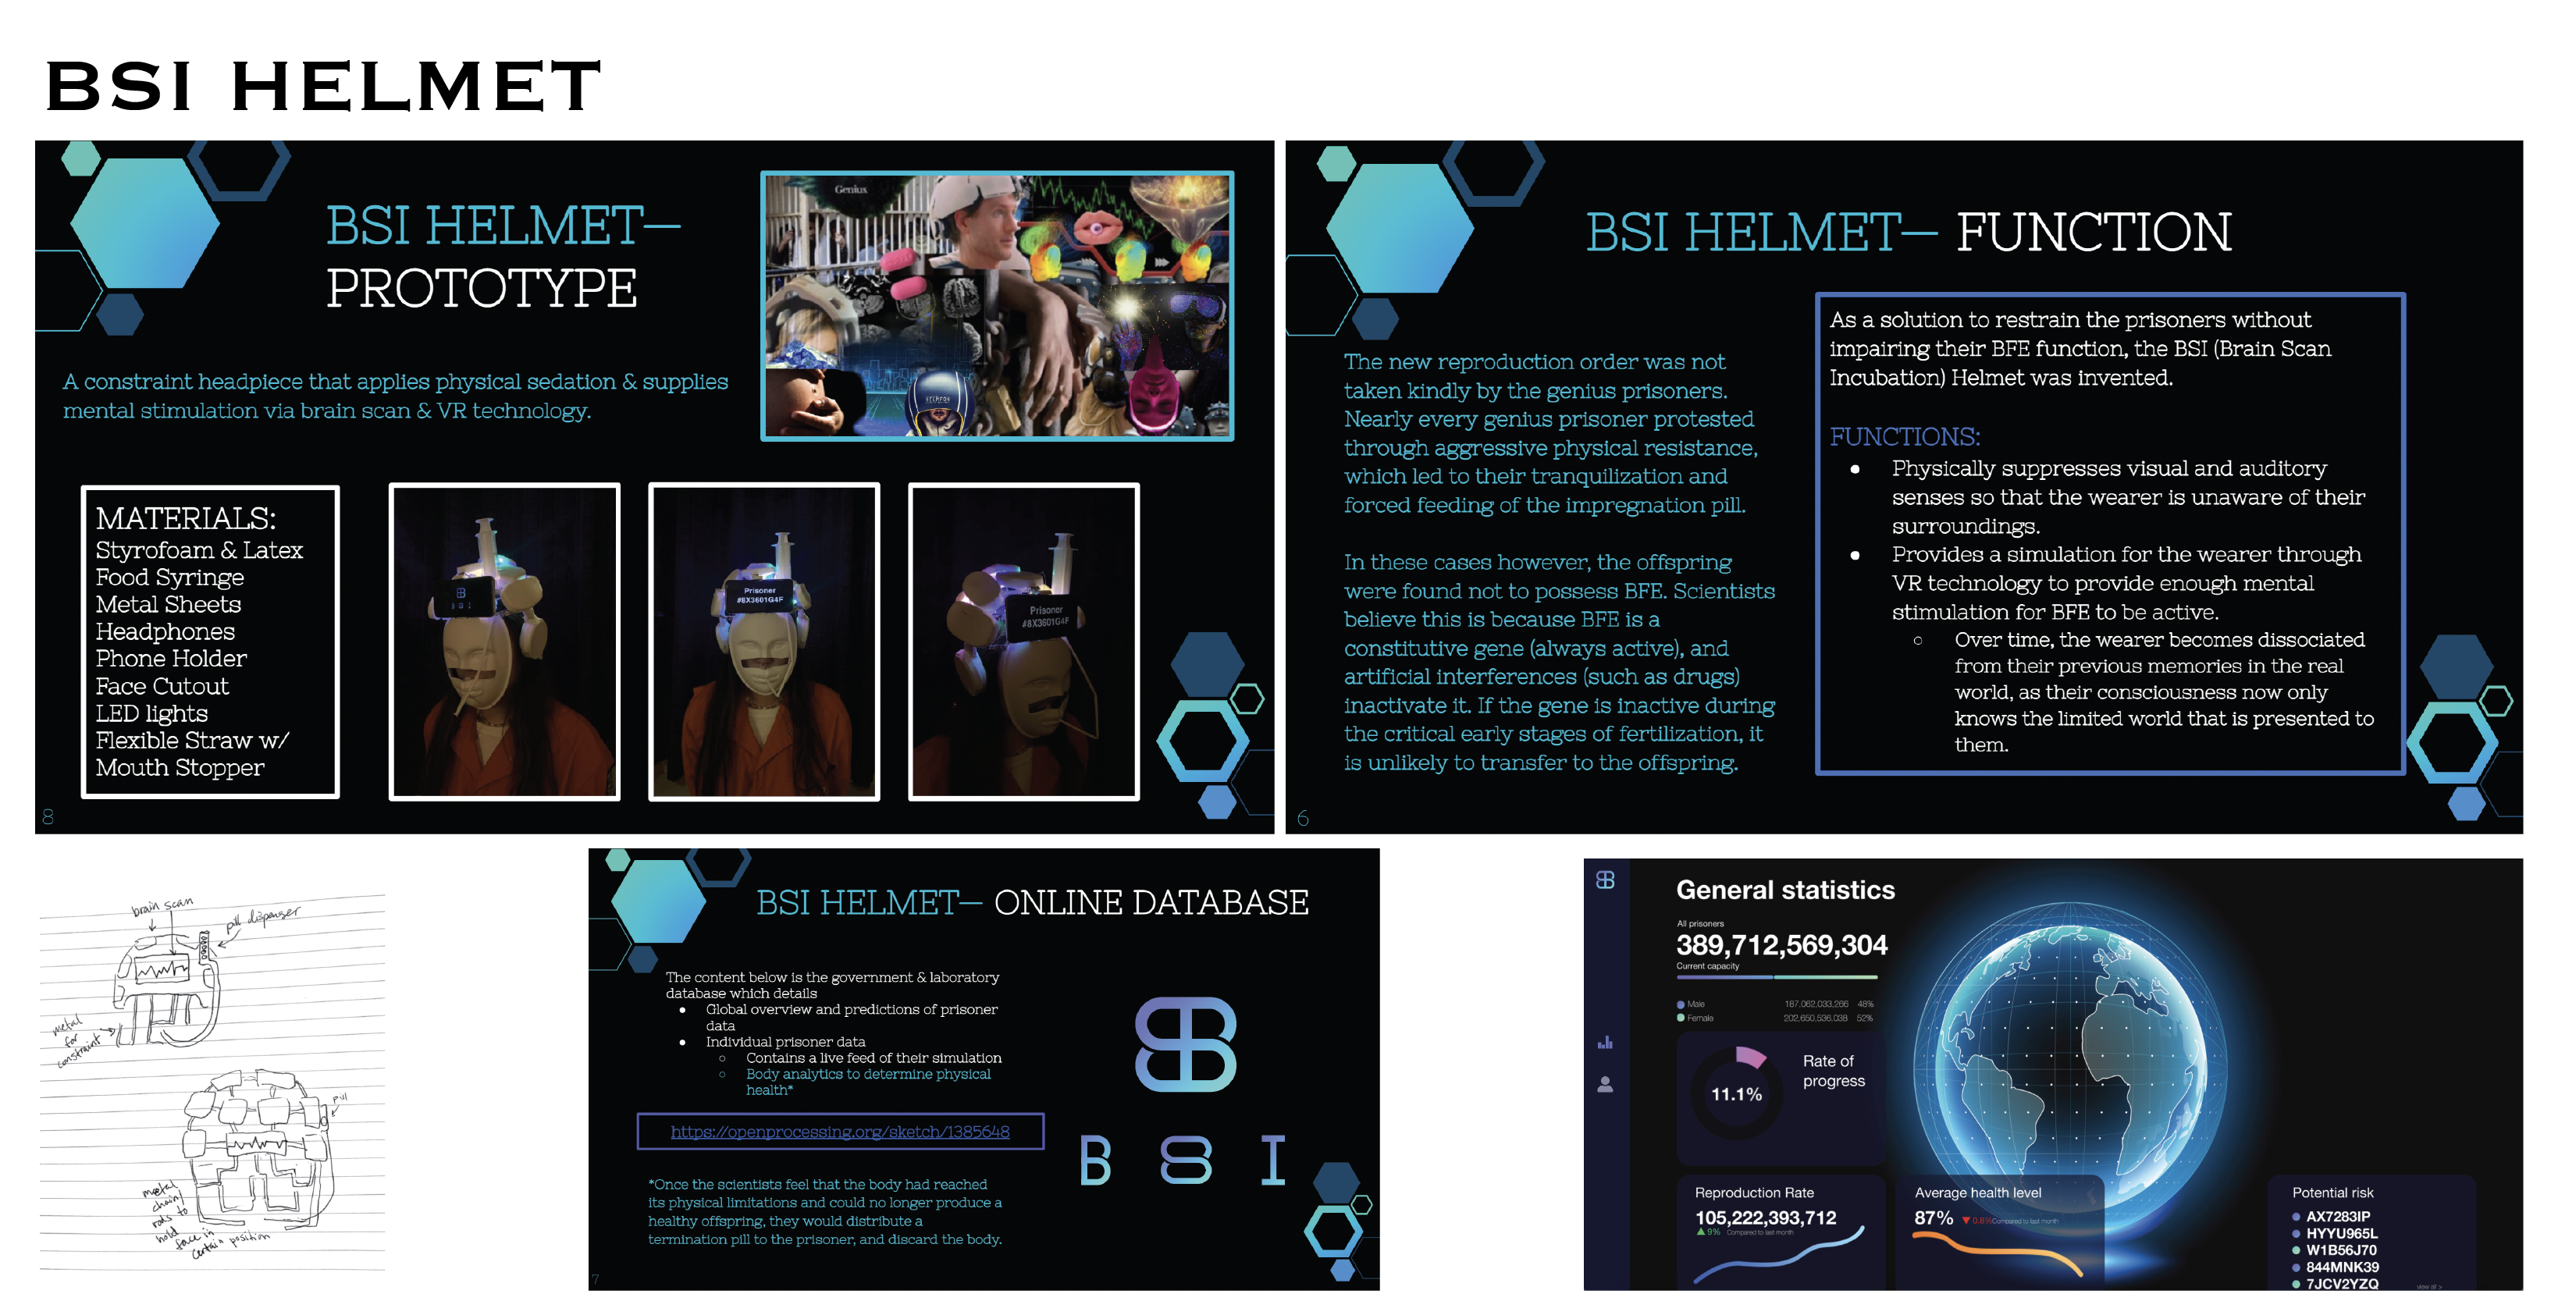 BSI HELMET
BSI HELMET—
PROTOTYPE
Genius
A constraint headpiece that applies physical sedation & supplies
mental stimulation via brain scan & VR technology.
MATERIALS:
Styrofoam & Latex
Food Syringe
Metal Sheets
Headphones
Phone Holder
Face Cutout
LED lights
Flexible Straw w/
Mouth Stopper
B S I
Prisoner
#8X3601G4F
Prisoner
#8X3601G4F
8
BSI HELMET— FUNCTION
The new reproduction order was not
taken kindly by the genius prisoners.
Nearly every genius prisoner protested
through aggressive physical resistance,
which led to their tranquilization and
forced feeding of the impregnation pill.
In these cases however, the offspring
were found not to possess BFE. Scientists
believe this is because BFE is a
constitutive gene (always active), and
artificial interferences (such as drugs)
inactivate it. If the gene is inactive during
the critical early stages of fertilization, it
is unlikely to transfer to the offspring.
As a solution to restrain the prisoners without
impairing their BFE function, the BSI (Brain Scan
Incubation) Helmet was invented.
FUNCTIONS:
● Physically suppresses visual and auditory
senses so that the wearer is unaware of their
surroundings.
● Provides a simulation for the wearer through
VR technology to provide enough mental
stimulation for BFE to be active.
○ Over time, the wearer becomes dissociated
from their previous memories in the real
world, as their consciousness now only
knows the limited world that is presented to
them.
6
brain scan
pill dispenser
metal
for
constraint
pill
metal
chain/
rods to
hold
face in
certain position
BSI HELMET— ONLINE DATABASE
The content below is the government & laboratory
database which details
● Global overview and predictions of prisoner
data
● Individual prisoner data
○ Contains a live feed of their simulation
○ Body analytics to determine physical
health*
https://openprocessing.org/sketch/1385648
*Once the scientists feel that the body had reached
its physical limitations and could no longer produce a
healthy offspring, they would distribute a
termination pill to the prisoner, and discard the body.
B S I
7
General statistics
All prisoners
389,712,569,304
Current capacity
Male 187,062,033,266 48%
Female 202,650,536,038 52%
11.1%
Rate of
progress
Reproduction Rate
105,222,393,712
▲9% Compared to last month
Average health level
87% ▼0.8% Compared to last month
Potential risk
AX7283IP
HYYU965L
W1B56J70
844MNK39
7JCV2YZQ
view all >